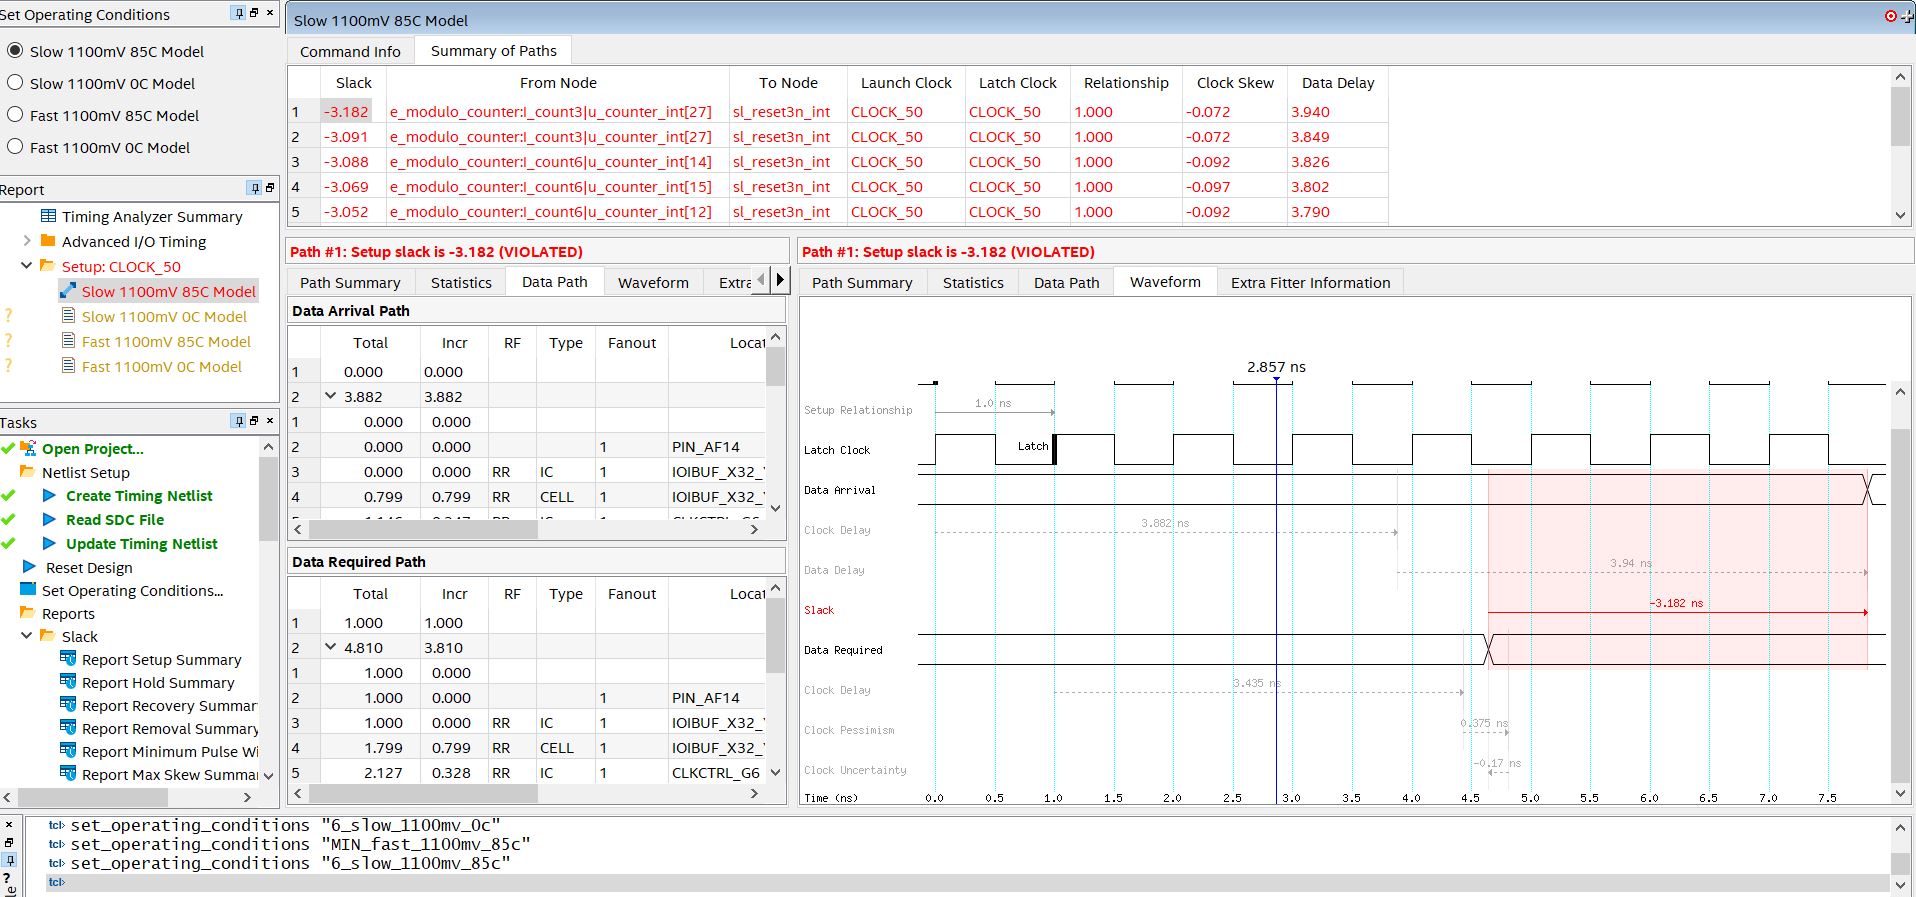 Set Operating Conditions
Slow 1100mV 85C Model
Slow 1100mV 0C Model
Fast 1100mV 85C Model
Fast 1100mV 0C Model
Report
Timing Analyzer Summary
Advanced I/O Timing
Setup: CLOCK_50
Slow 1100mV 85C Model
? Slow 1100mV 0C Model
? Fast 1100mV 85C Model
? Fast 1100mV 0C Model
Tasks
Open Project...
Netlist Setup
Create Timing Netlist
Read SDC File
Update Timing Netlist
Reset Design
Set Operating Conditions...
Reports
Slack
Report Setup Summary
Report Hold Summary
Report Recovery Summar
Report Removal Summary
Report Minimum Pulse Wi
Report Max Skew Summa
Slow 1100mV 85C Model
Command Info Summary of Paths
Slack From Node To Node Launch Clock Latch Clock Relationship Clock Skew Data Delay
1 -3.182 e_modulo_counter:I_count3|u_counter_int[27] sl_reset3n_int CLOCK_50 CLOCK_50 1.000 -0.072 3.940
2 -3.091 e_modulo_counter:I_count3|u_counter_int[27] sl_reset3n_int CLOCK_50 CLOCK_50 1.000 -0.072 3.849
3 -3.088 e_modulo_counter:I_count6|u_counter_int[14] sl_reset3n_int CLOCK_50 CLOCK_50 1.000 -0.092 3.826
4 -3.069 e_modulo_counter:I_count6|u_counter_int[15] sl_reset3n_int CLOCK_50 CLOCK_50 1.000 -0.097 3.802
5 -3.052 e_modulo_counter:I_count6|u_counter_int[12] sl_reset3n_int CLOCK_50 CLOCK_50 1.000 -0.092 3.790
Path #1: Setup slack is -3.182 (VIOLATED)
Path Summary Statistics Data Path Waveform Extra
Data Arrival Path
Total Incr RF Type Fanout Locat
1 0.000 0.000
2 3.882 3.882
1 0.000 0.000
2 0.000 0.000 1 PIN_AF14
3 0.000 0.000 RR IC 1 IOIBUF_X32_Y
4 0.799 0.799 RR CELL 1 IOIBUF_X32_Y
Data Required Path
Total Incr RF Type Fanout Locat
1 1.000 1.000
2 4.810 3.810
1 1.000 0.000
2 1.000 0.000 1 PIN_AF14
3 1.000 0.000 RR IC 1 IOIBUF_X32_Y
4 1.799 0.799 RR CELL 1 IOIBUF_X32_Y
5 2.127 0.328 RR IC 1 CLKCTRL_G6
Path #1: Setup slack is -3.182 (VIOLATED)
Path Summary Statistics Data Path Waveform Extra Fitter Information
2.857 ns
Setup Relationship 1.0 ns
Latch Clock Latch
Data Arrival
Clock Delay 3.882 ns
Data Delay 3.94 ns
Slack -3.182 ns
Data Required
Clock Delay 3.435 ns
Clock Pessimism 0.375 ns
Clock Uncertainty -0.17 ns
Time (ns) 0.0 0.5 1.0 1.5 2.0 2.5 3.0 3.5 4.0 4.5 5.0 5.5 6.0 6.5 7.0 7.5
tcl> set_operating_conditions "6_slow_1100mv_0c"
tcl> set_operating_conditions "MIN_fast_1100mv_85c"
tcl> set_operating_conditions "6_slow_1100mv_85c"
tcl>